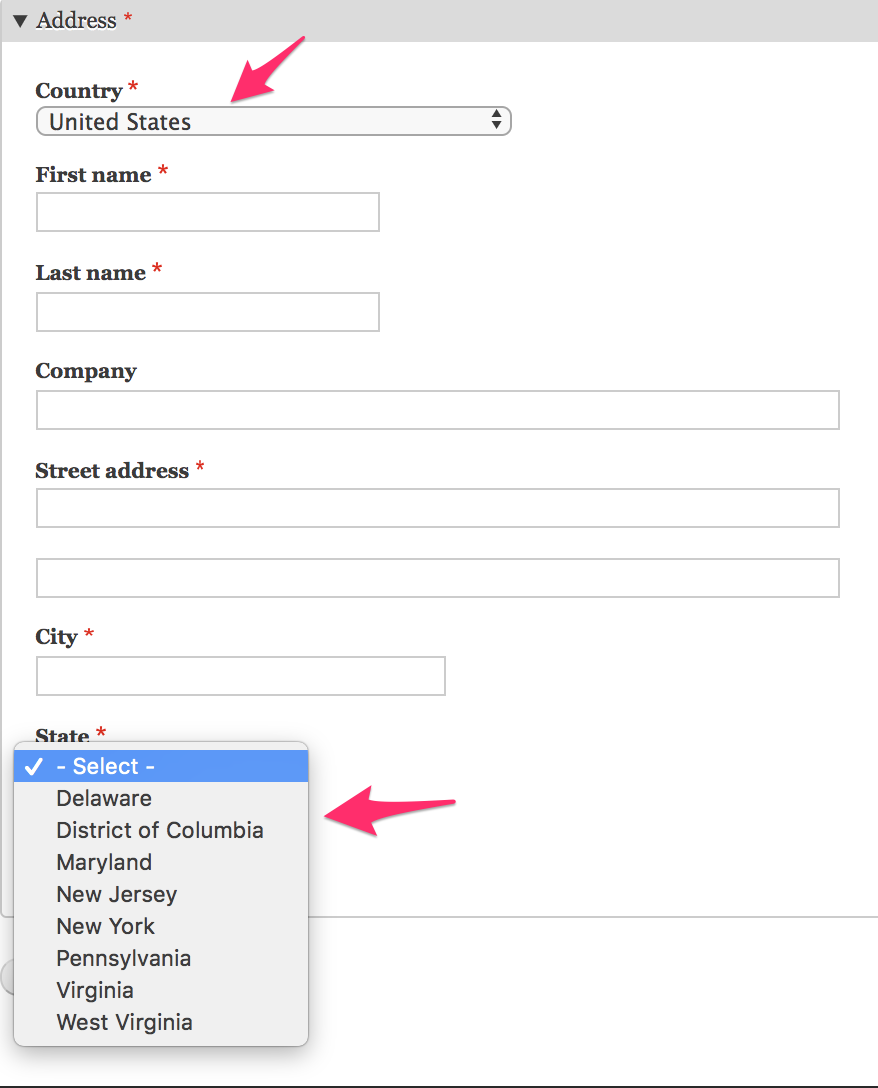 ▼ Address *
Country *
United States
First name *
Last name *
Company
Street address *
City *
State *
✓ - Select -
Delaware
District of Columbia
Maryland
New Jersey
New York
Pennsylvania
Virginia
West Virginia